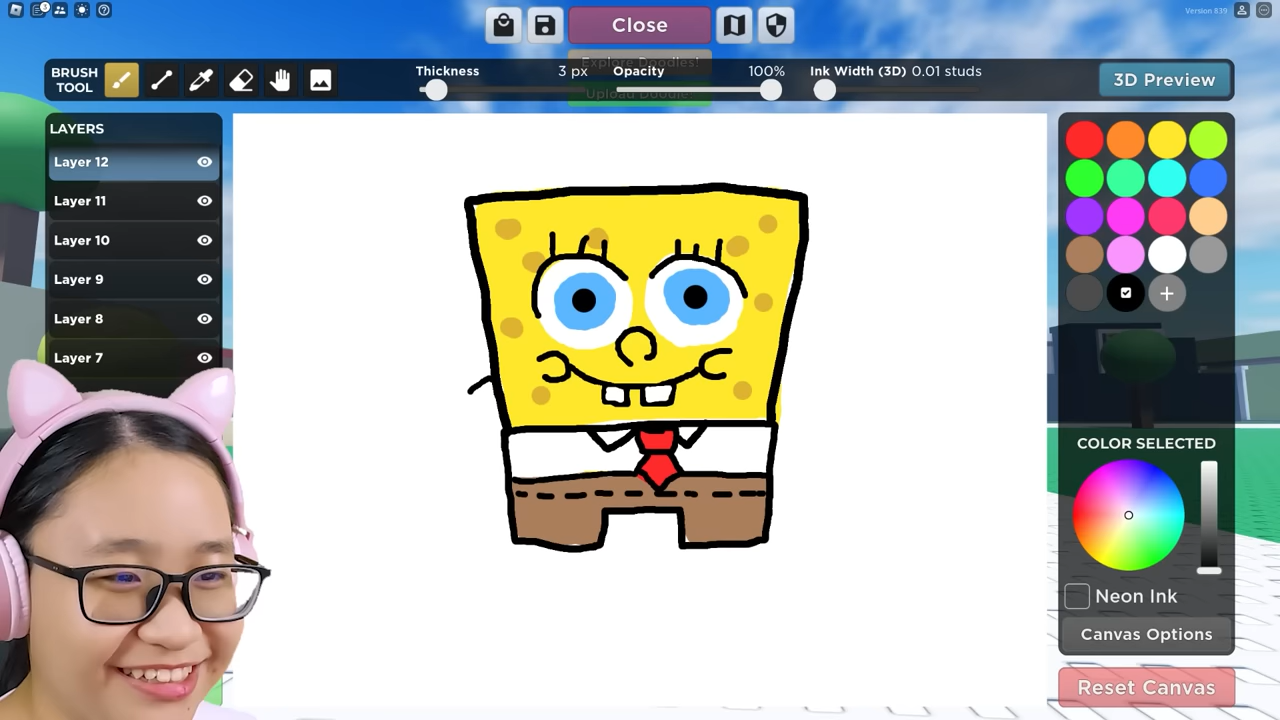 3
Version 839
Close
Explore Doodles!
Upload Doodle
BRUSH
TOOL
Thickness 3 px
Opacity 100%
Ink Width (3D) 0.01 studs
3D Preview
LAYERS
Layer 12
Layer 11
Layer 10
Layer 9
Layer 8
Layer 7
COLOR SELECTED
Neon Ink
Canvas Options
Reset Canvas